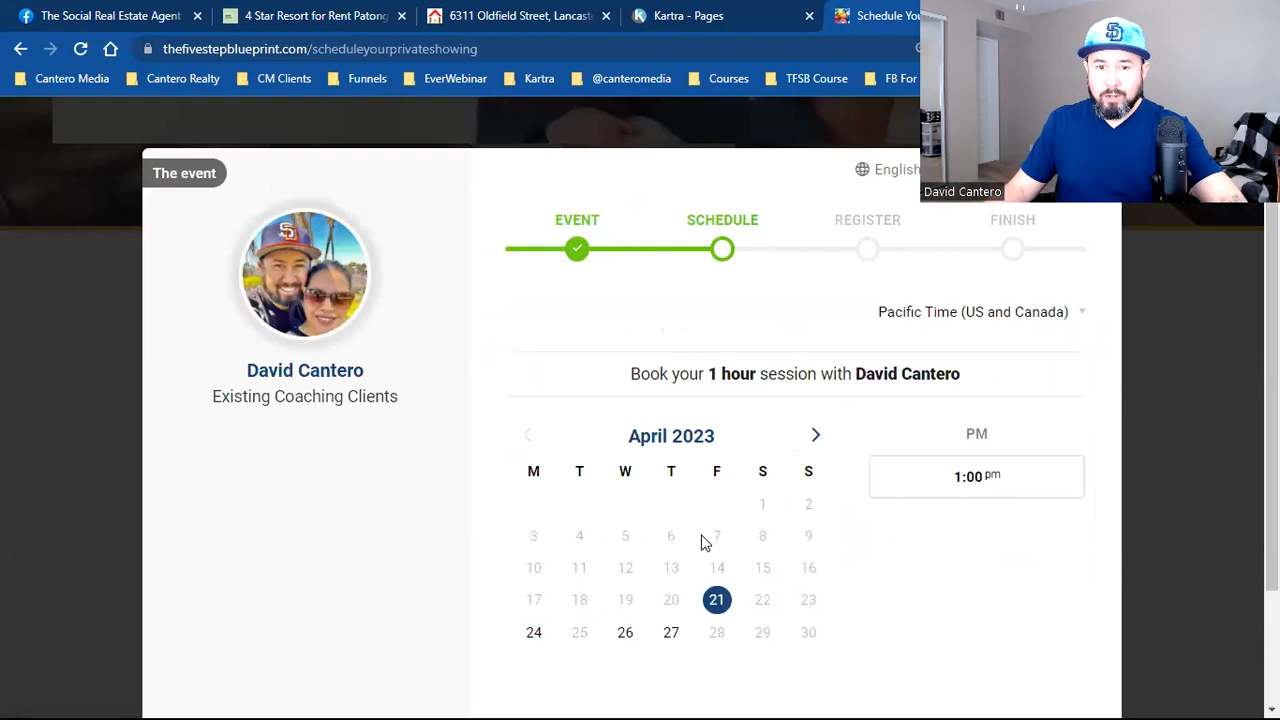 The Social Real Estate Agent
4 Star Resort for Rent Patong
6311 Oldfield Street, Lancast
Kartra - Pages
Schedule You
thefivestepblueprint.com/scheduleyourprivateshowing
Cantero Media
Cantero Realty
CM Clients
Funnels
EverWebinar
Kartra
@canteromedia
Courses
TFSB Course
FB For
SD
David Cantero
The event
English
EVENT
SCHEDULE
REGISTER
FINISH
Pacific Time (US and Canada)
David Cantero
Existing Coaching Clients
Book your 1 hour session with David Cantero
April 2023
PM
M T W T F S S
1:00 pm
1 2
3 4 5 6 7 8 9
10 11 12 13 14 15 16
17 18 19 20 21 22 23
24 25 26 27 28 29 30